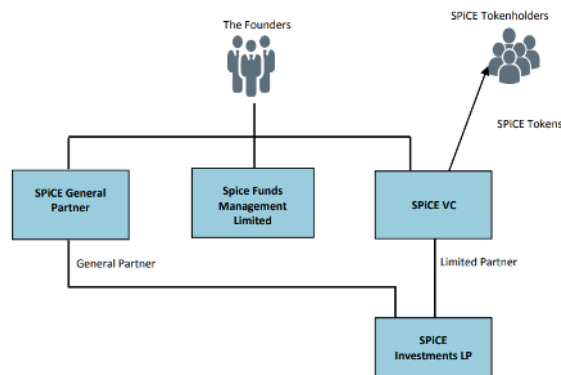 SPiCE Tokenholders
The Founders
SPiCE Tokens
SPiCE General
Partner
Spice Funds
Management
Limited
SPiCE VC
General Partner
Limited Partner
SPiCE
Investments LP